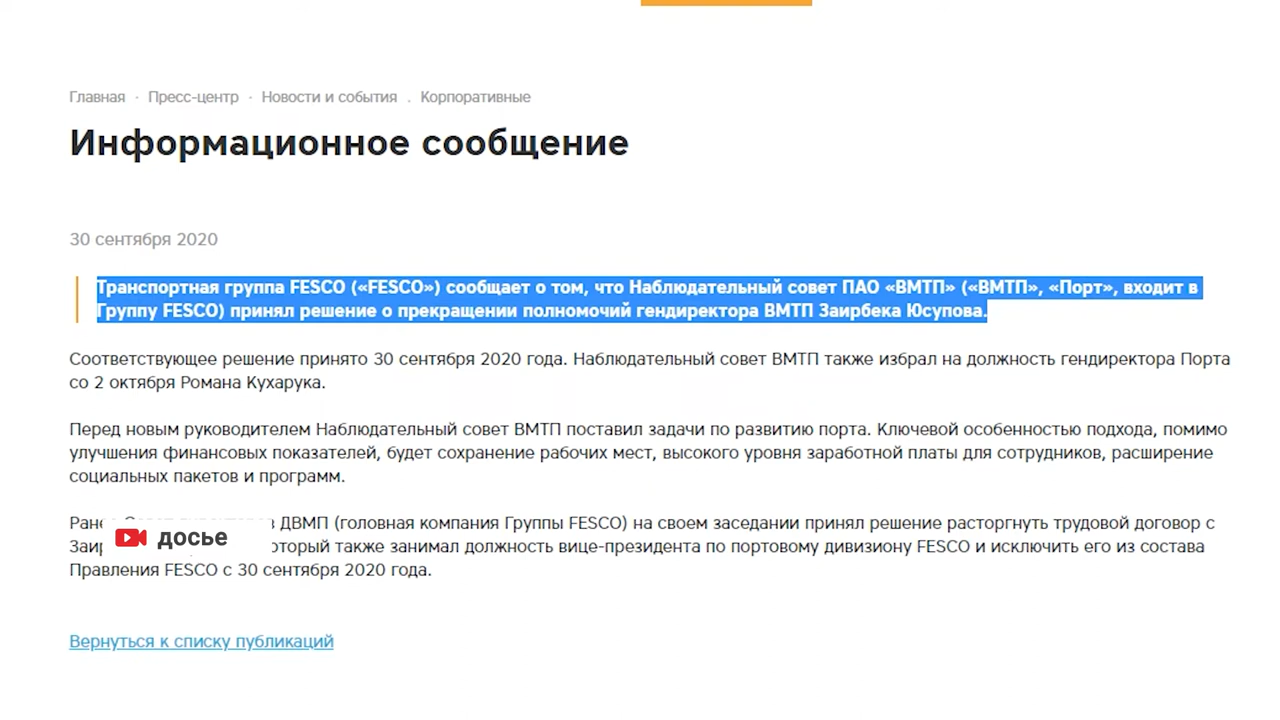 Главная · Пресс-центр · Новости и события . Корпоративные
Информационное сообщение
30 сентября 2020
Транспортная группа FESCO («FESCO») сообщает о том, что Наблюдательный совет ПАО «ВМТП» («ВМТП», «Порт», входит в
Группу FESCO) принял решение о прекращении полномочий гендиректора ВМТП Заирбека Юсупова.
Соответствующее решение принято 30 сентября 2020 года. Наблюдательный совет ВМТП также избрал на должность гендиректора Порта
со 2 октября Романа Кухарука.
Перед новым руководителем Наблюдательный совет ВМТП поставил задачи по развитию порта. Ключевой особенностью подхода, помимо
улучшения финансовых показателей, будет сохранение рабочих мест, высокого уровня заработной платы для сотрудников, расширение
социальных пакетов и программ.
ДВМП (головная компания Группы FESCO) на своем заседании принял решение расторгнуть трудовой договор с
досье
также занимал должность вице-президента по портовому дивизиону FESCO и исключить его из состава
Правления FESCO с 30 сентября 2020 года.
Вернуться к списку публикаций